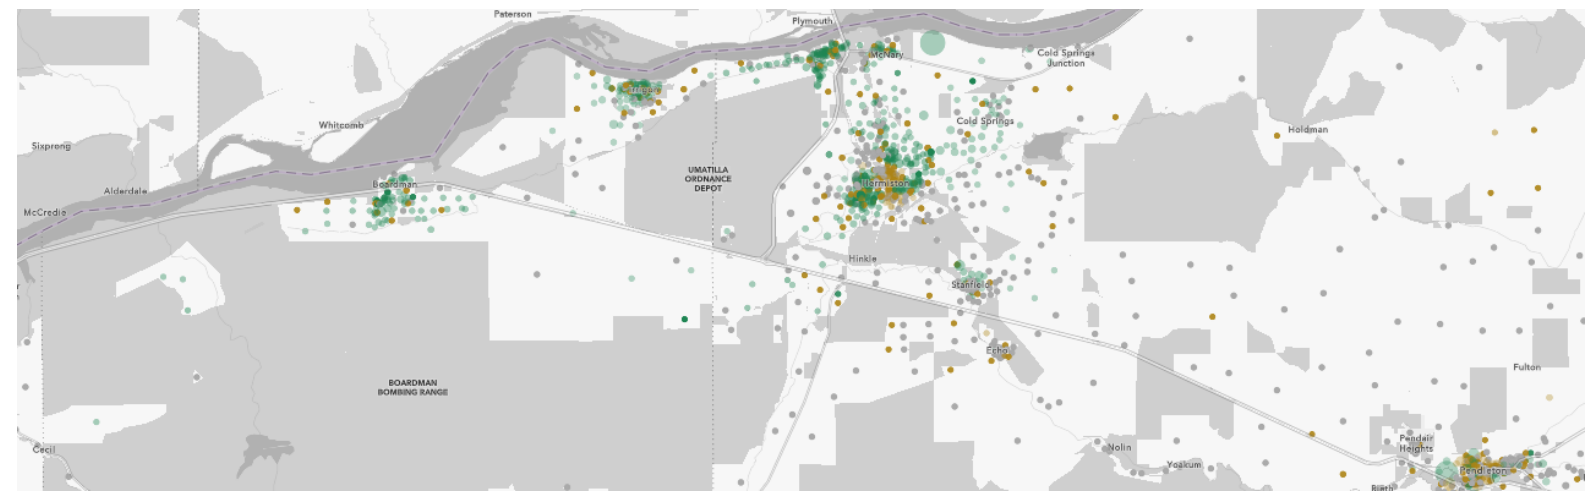 Paterson
Plymouth
McNary
Cold Springs
Junction
Whitcomb
Cold Springs
Holdman
Sixprong
UMATILLA
ORDNANCE
DEPOT
Boardman
Hermiston
Alderdale
McCredie
Hinkle
Stanfield
Echo
Fulton
BOARDMAN
BOMBING RANGE
Pendair
Heights
Cecil
Nolin
Yoakum
Pendleton